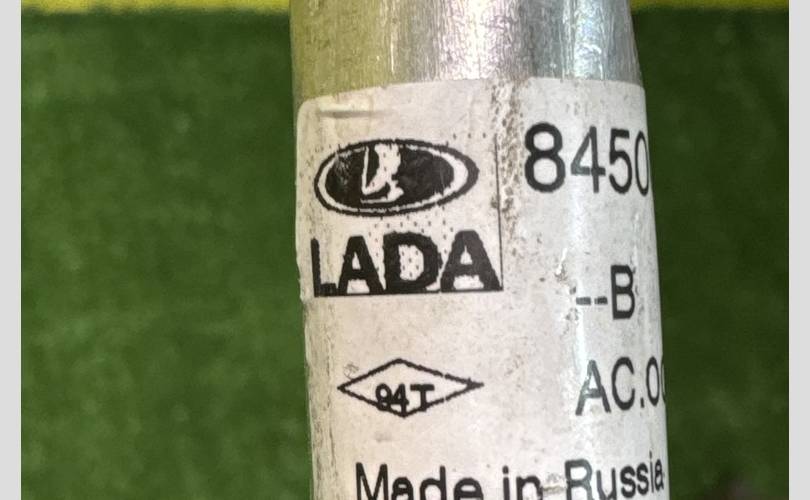 LADA
8450
--B
94T
AC.0
Made in Russia